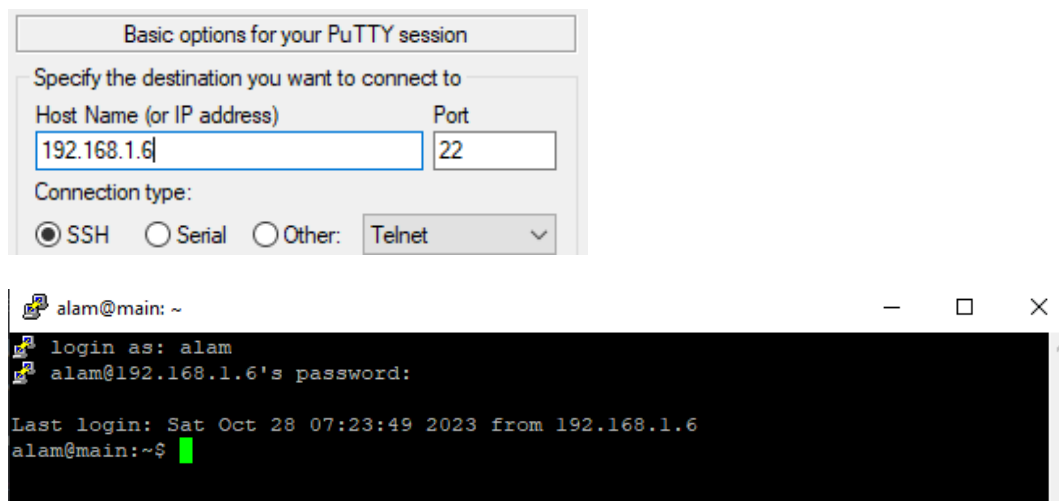 Basic options for your PuTTY session
Specify the destination you want to connect to
Host Name (or IP address) Port
192.168.1.6 22
Connection type:
SSH Serial Other: Telnet
alam@main: ~
login as: alam
alam@192.168.1.6's password:
Last login: Sat Oct 28 07:23:49 2023 from 192.168.1.6
alam@main:~$